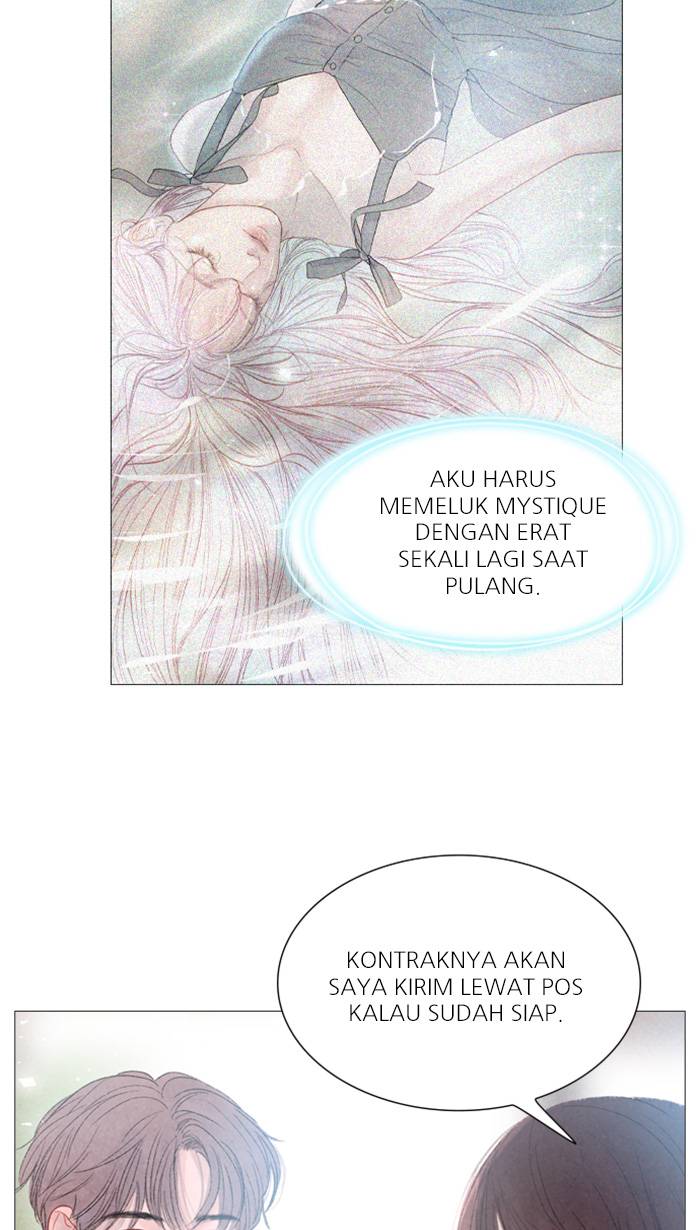 AKU HARUS
MEMELUK MYSTIQUE
DENGAN ERAT
SEKALI LAGI SAAT
PULANG.
KONTRAKNYA AKAN
SAYA KIRIM LEWAT POS
KALAU SUDAH SIAP.